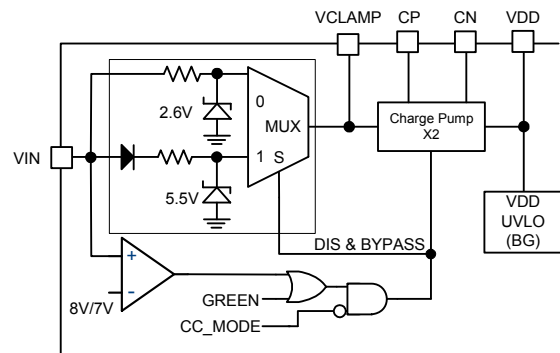 VCLAMP CP CN VDD
2.6V
0
MUX
1 S
Charge Pump
X2
VIN
5.5V
VDD
UVLO
(BG)
DIS & BYPASS
+
-
8V/7V
GREEN
CC_MODE